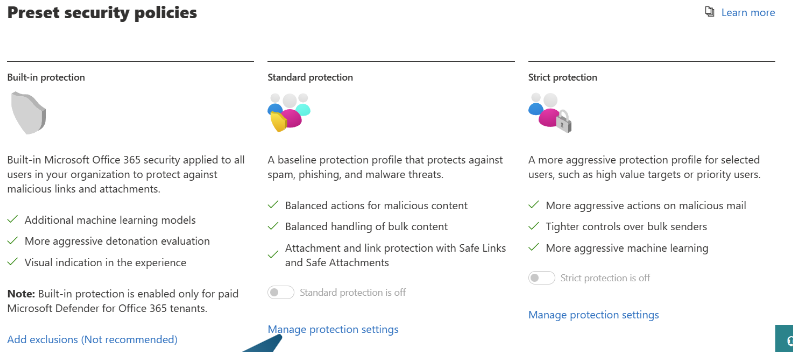 Preset security policies
Learn more
Built-in protection
Built-in Microsoft Office 365 security applied to all
users in your organization to protect against
malicious links and attachments.
Additional machine learning models
More aggressive detonation evaluation
Visual indication in the experience
Note: Built-in protection is enabled only for paid
Microsoft Defender for Office 365 tenants.
Add exclusions (Not recommended)
Standard protection
A baseline protection profile that protects against
spam, phishing, and malware threats.
Balanced actions for malicious content
Balanced handling of bulk content
Attachment and link protection with Safe Links
and Safe Attachments
Standard protection is off
Manage protection settings
Strict protection
A more aggressive protection profile for selected
users, such as high value targets or priority users.
More aggressive actions on malicious mail
Tighter controls over bulk senders
More aggressive machine learning
Strict protection is off
Manage protection settings